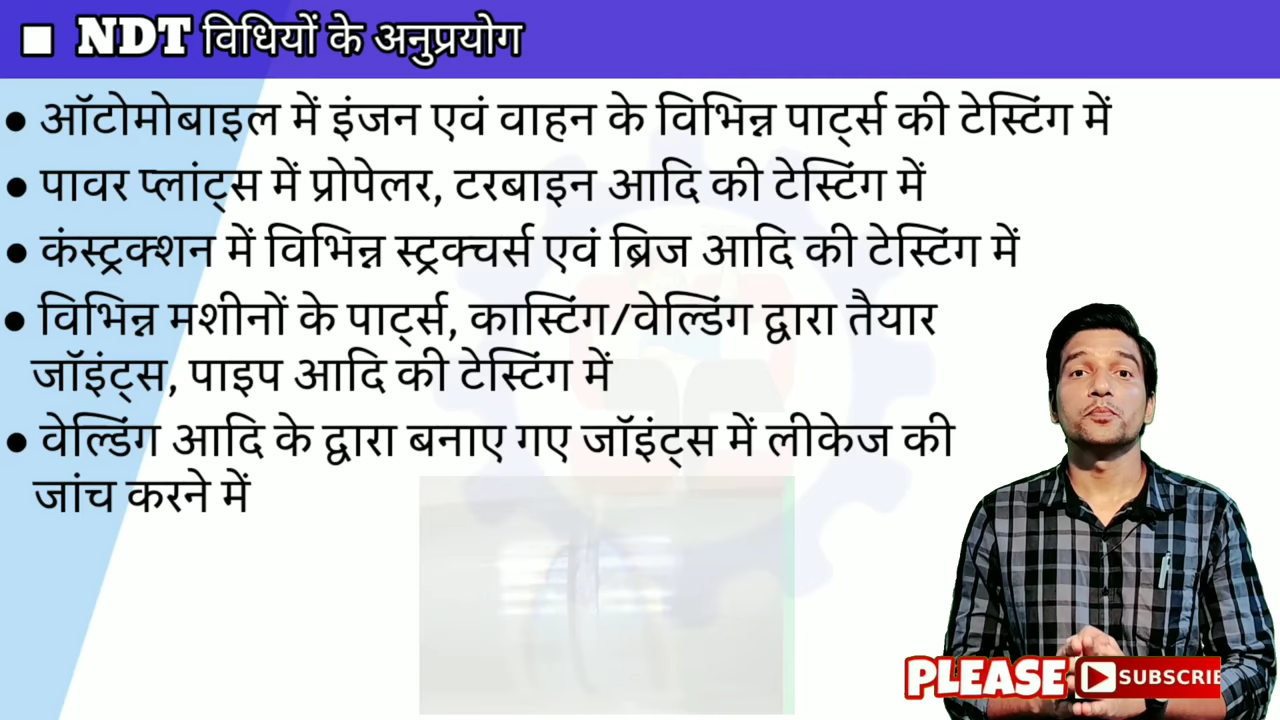 ■ NDT विधियों के अनुप्रयोग
● ऑटोमोबाइल में इंजन एवं वाहन के विभिन्न पार्ट्स की टेस्टिंग में
● पावर प्लांट्स में प्रोपेलर, टरबाइन आदि की टेस्टिंग में
● कंस्ट्रक्शन में विभिन्न स्ट्रक्चर्स एवं ब्रिज आदि की टेस्टिंग में
● विभिन्न मशीनों के पार्ट्स, कास्टिंग/वेल्डिंग द्वारा तैयार
जॉइंट्स, पाइप आदि की टेस्टिंग में
● वेल्डिंग आदि के द्वारा बनाए गए जॉइंट्स में लीकेज की
जांच करने में
PLEASE SUBSCRIE